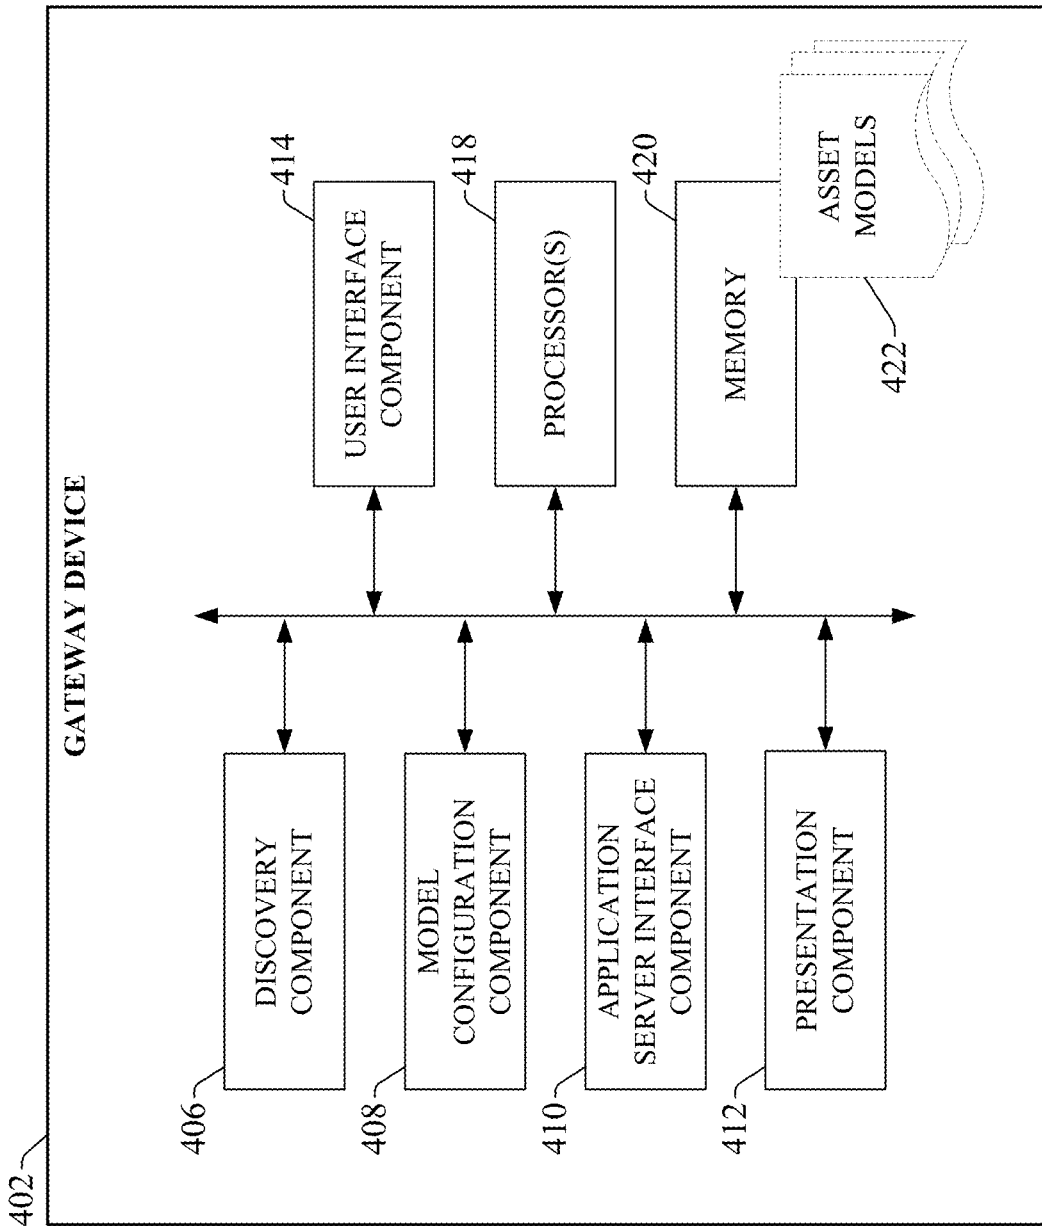 402
GATEWAY DEVICE
406
DISCOVERY
COMPONENT
408
MODEL
CONFIGURATION
COMPONENT
410
APPLICATION
SERVER INTERFACE
COMPONENT
412
PRESENTATION
COMPONENT
414
USER INTERFACE
COMPONENT
418
PROCESSOR(S)
420
MEMORY
ASSET
MODELS
422